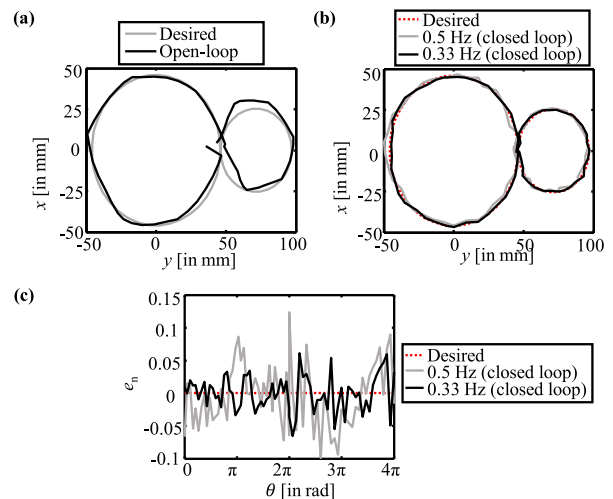 (a)
Desired
Open-loop
50
25
0
-25
-50
x [in mm]
-50
0
50
100
y [in mm]
(b)
Desired
0.5 Hz (closed loop)
0.33 Hz (closed loop)
50
25
0
-25
-50
x [in mm]
-50
0
50
100
y [in mm]
(c)
0.15
0.10
0.05
0
-0.05
-0.1
eₙ
0
π
2π
3π
4π
θ [in rad]
Desired
0.5 Hz (closed loop)
0.33 Hz (closed loop)